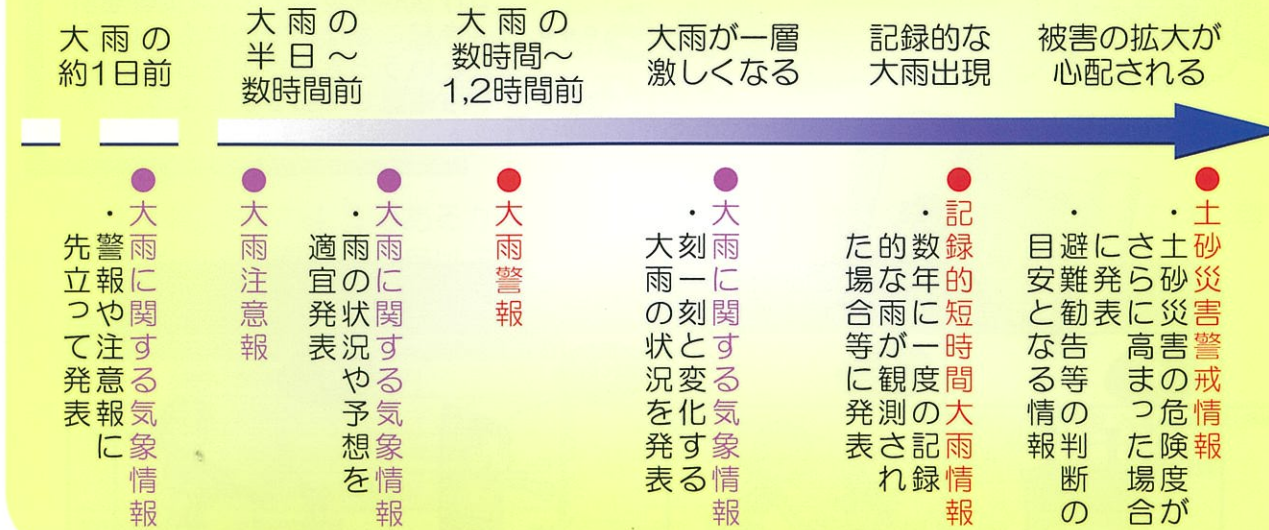 大雨の
約1日前
大雨の
半日～
数時間前
大雨の
数時間～
1,2時間前
大雨が一層
激しくなる
記録的な
大雨出現
被害の拡大が
心配される
●大雨に関する気象情報
・警報や注意報に
先立って発表
●大雨注意報
●大雨に関する気象情報
・雨の状況や予想を
適宜発表
●大雨警報
●大雨に関する気象情報
・刻一刻と変化する
大雨の状況を発表
●記録的短時間大雨情報
・数年に一度の記録
的な雨が観測され
た場合等に発表
●土砂災害警戒情報
・土砂災害の危険度が
さらに高まった場合
に発表
・避難勧告等の判断の
目安となる情報